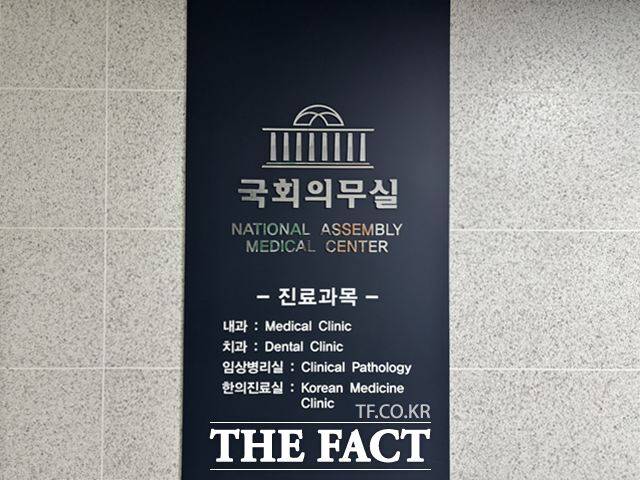 국회의무실
NATIONAL ASSEMBLY
MEDICAL CENTER
- 진료과목 -
내과 : Medical Clinic
치과 : Dental Clinic
임상병리실 : Clinical Pathology
한의진료실 : Korean Medicine
Clinic
TF.CO.KR
THE FACT